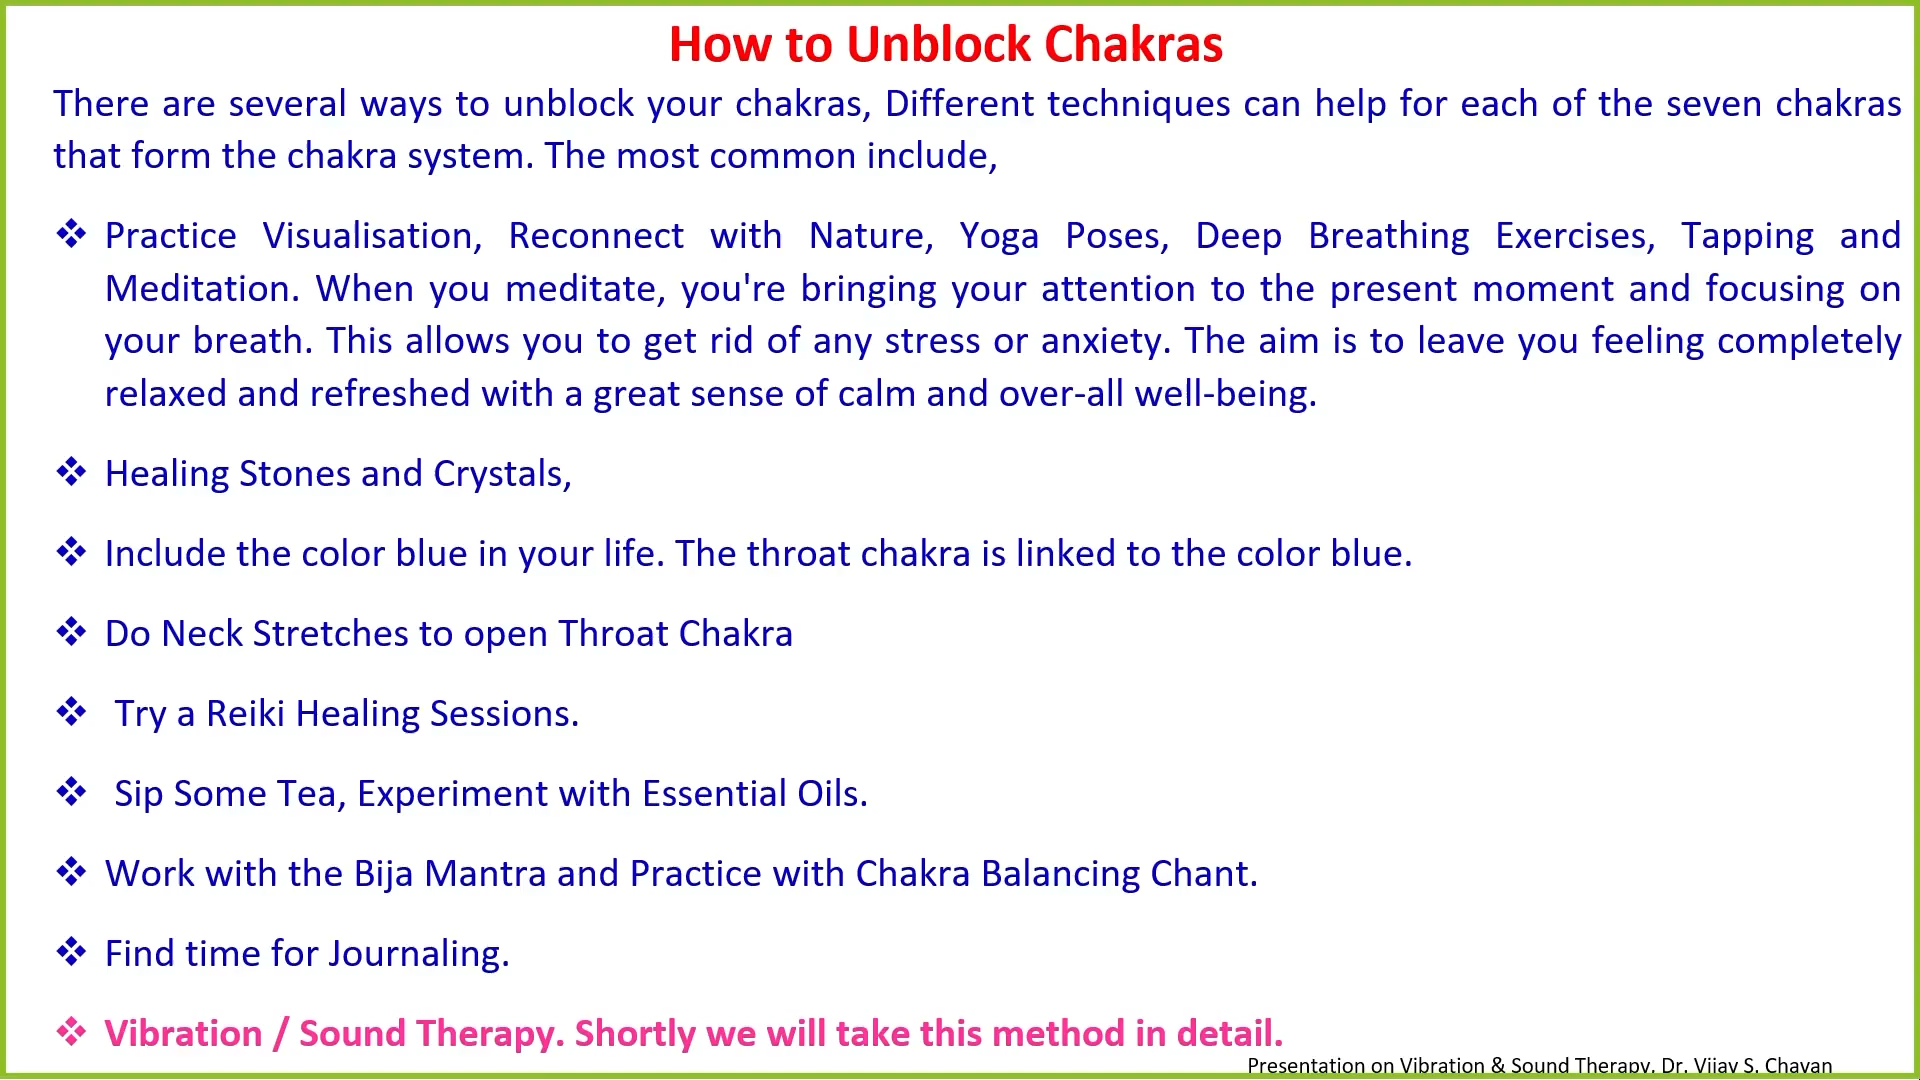 How to Unblock Chakras
There are several ways to unblock your chakras, Different techniques can help for each of the seven chakras
that form the chakra system. The most common include,
❖ Practice Visualisation, Reconnect with Nature, Yoga Poses, Deep Breathing Exercises, Tapping and
Meditation. When you meditate, you're bringing your attention to the present moment and focusing on
your breath. This allows you to get rid of any stress or anxiety. The aim is to leave you feeling completely
relaxed and refreshed with a great sense of calm and over-all well-being.
❖ Healing Stones and Crystals,
❖ Include the color blue in your life. The throat chakra is linked to the color blue.
❖ Do Neck Stretches to open Throat Chakra
❖ Try a Reiki Healing Sessions.
❖ Sip Some Tea, Experiment with Essential Oils.
❖ Work with the Bija Mantra and Practice with Chakra Balancing Chant.
❖ Find time for Journaling.
❖ Vibration / Sound Therapy. Shortly we will take this method in detail.
Presentation on Vibration & Sound Therapy, Dr. Vijay S. Chavan